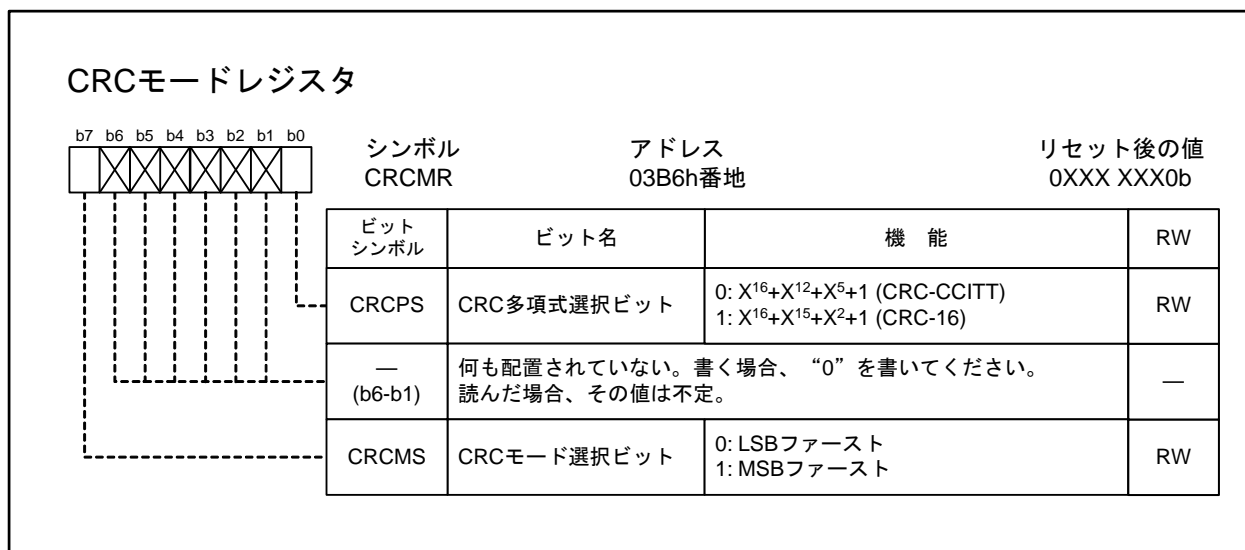 CRCモードレジスタ
b7 b6 b5 b4 b3 b2 b1 b0
シンボル アドレス リセット後の値
CRCMR 03B6h番地 0XXX XXX0b
ビット
シンボル ビット名 機 能 RW
CRCPS CRC多項式選択ビット 0: X¹⁶+X¹²+X⁵+1 (CRC-CCITT)
1: X¹⁶+X¹⁵+X²+1 (CRC-16) RW
—
(b6-b1) 何も配置されていない。書く場合、“0”を書いてください。
読んだ場合、その値は不定。 —
CRCMS CRCモード選択ビット 0: LSBファースト
1: MSBファースト RW